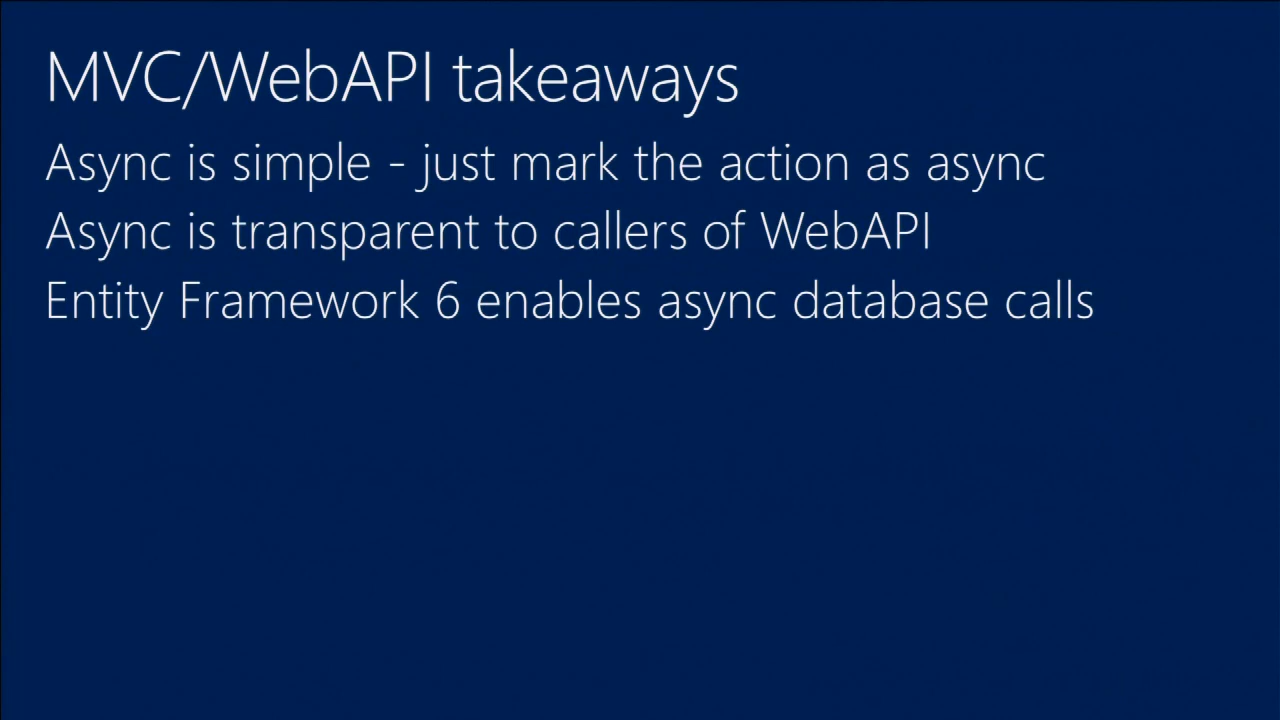 MVC/WebAPI takeaways
Async is simple - just mark the action as async
Async is transparent to callers of WebAPI
Entity Framework 6 enables async database calls